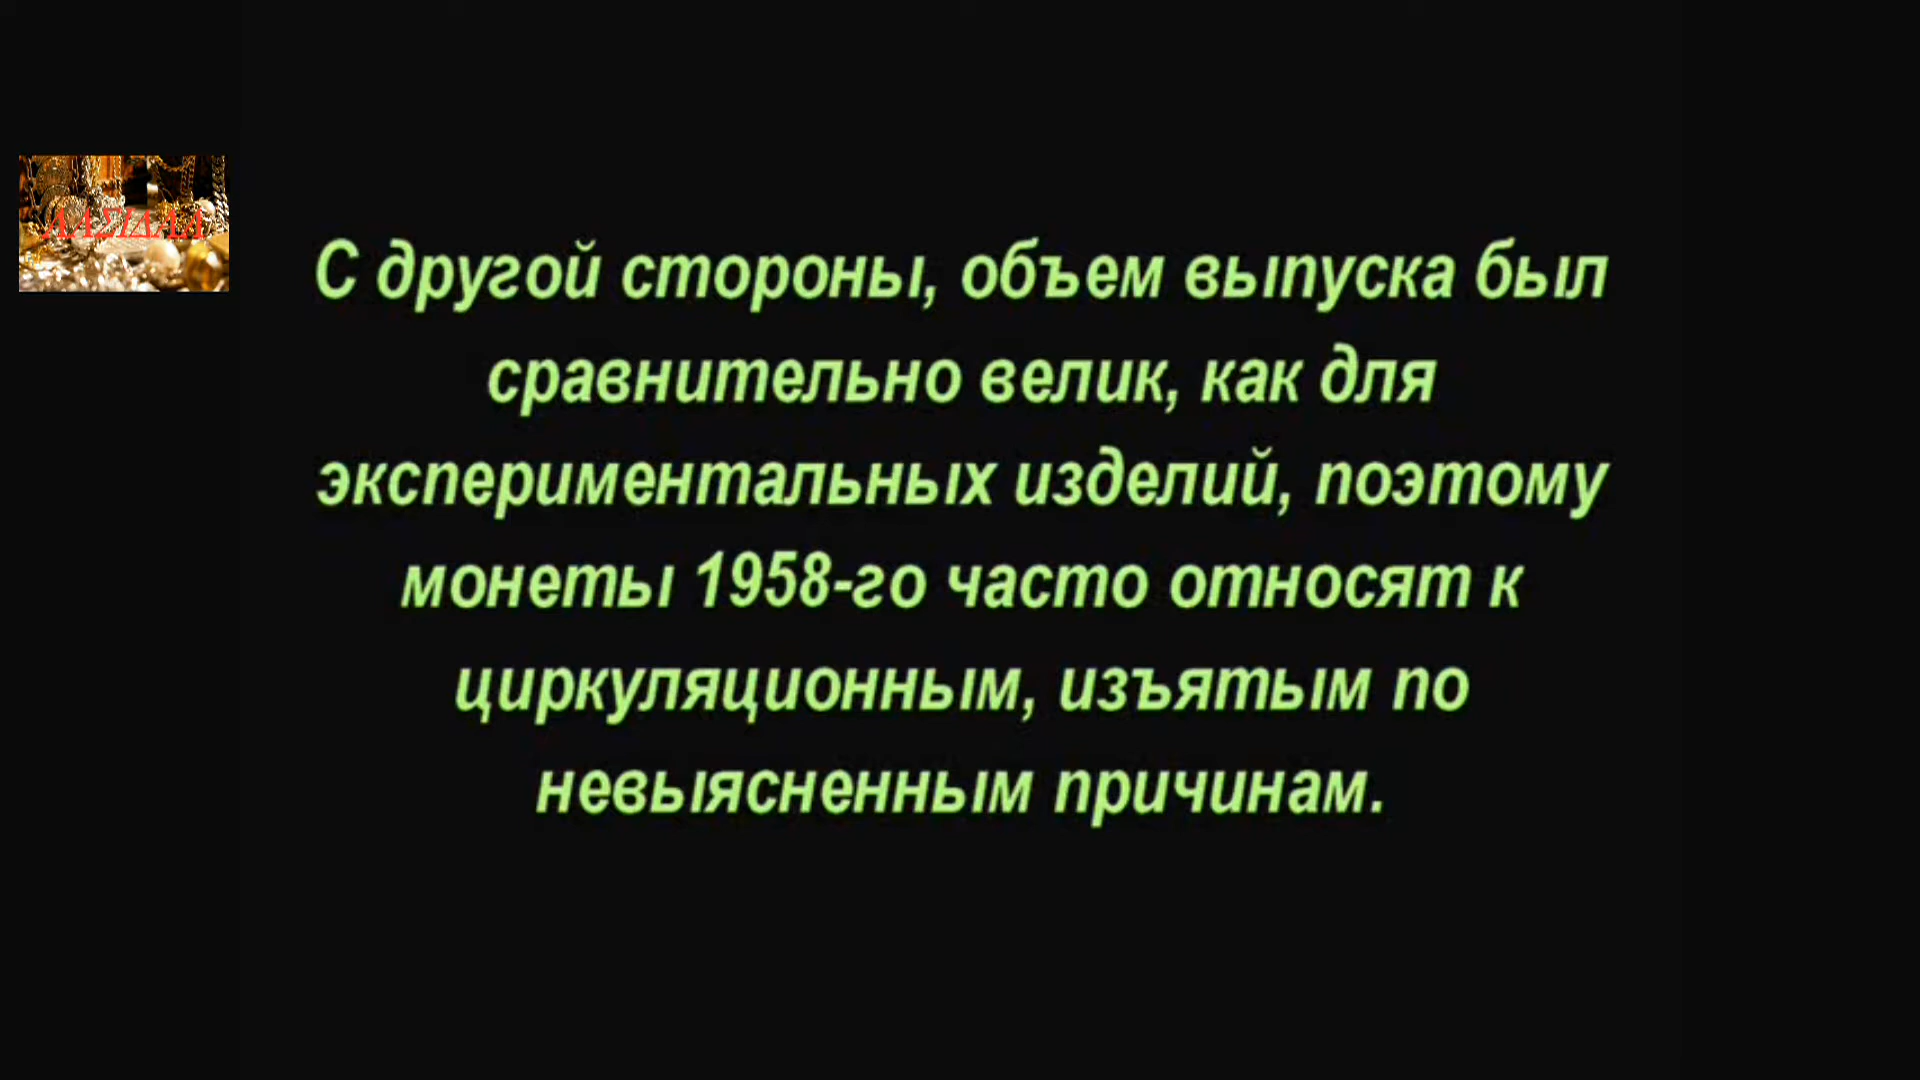 С другой стороны, объем выпуска был
сравнительно велик, как для
экспериментальных изделий, поэтому
монеты 1958-го часто относят к
циркуляционным, изъятым по
невыясненным причинам.